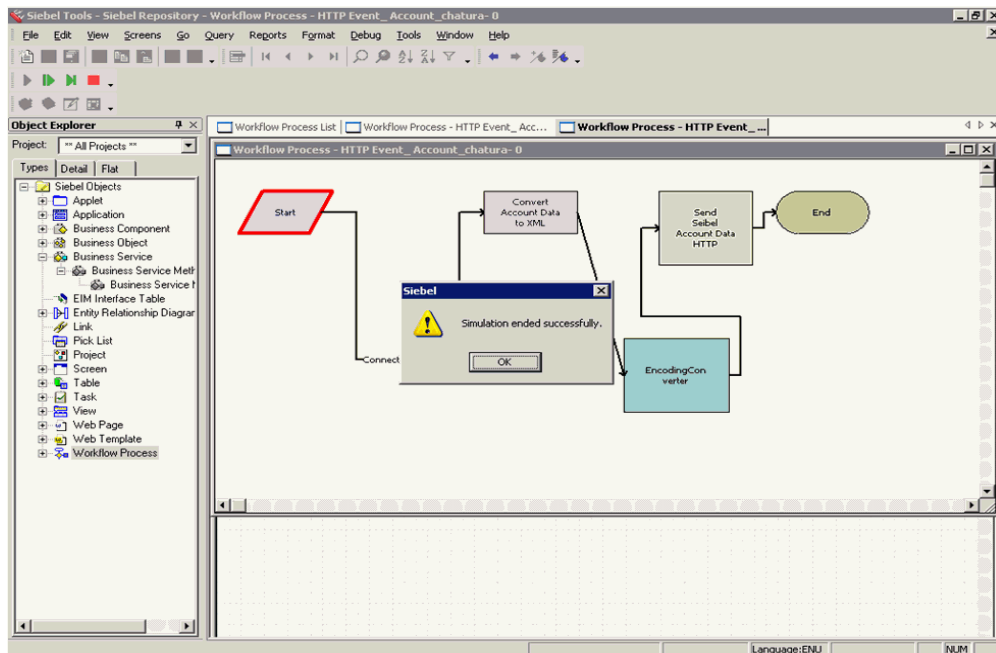 Siebel Tools - Siebel Repository - Workflow Process - HTTP Event_ Account_chatura- 0
File Edit View Screens Go Query Reports Format Debug Tools Window Help
Object Explorer
Project: ** All Projects **
Types Detail Flat
Siebel Objects
Applet
Application
Business Component
Business Object
Business Service
Business Service Meth
Business Service M
EIM Interface Table
Entity Relationship Diagrar
Link
Pick List
Project
Screen
Table
Task
View
Web Page
Web Template
Workflow Process
Workflow Process List Workflow Process - HTTP Event_ Acc... Workflow Process - HTTP Event_ ...
Workflow Process - HTTP Event_ Account_chatura- 0
Start
Convert
Account Data
to XML
Send
Seibel
Account Data
HTTP
End
Connect
Siebel
Simulation ended successfully.
OK
EncodingCon
verter
Language:ENU NUM